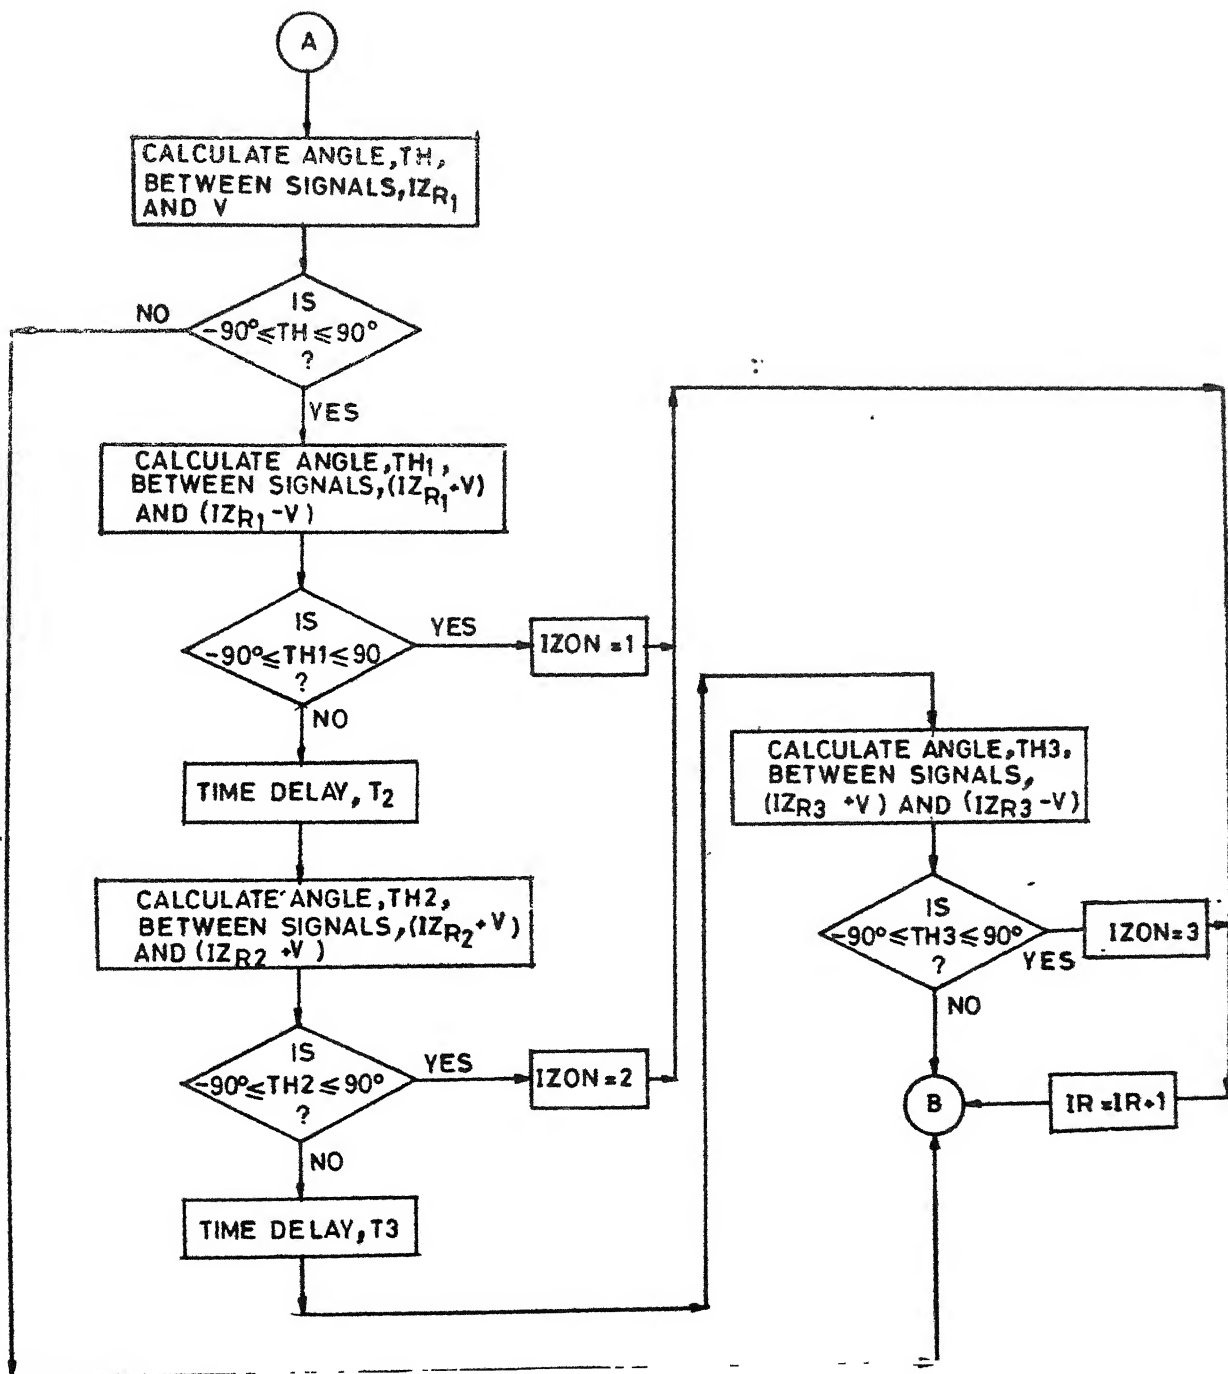 A
CALCULATE ANGLE,TH,
BETWEEN SIGNALS,IZR1
AND V
IS
-90°≤TH≤90°
?
NO
YES
CALCULATE ANGLE,TH1,
BETWEEN SIGNALS,(IZR1+V)
AND (IZR1-V)
IS
-90°≤TH1≤90
?
YES
IZON =1
NO
TIME DELAY, T2
CALCULATE ANGLE,TH2,
BETWEEN SIGNALS,(IZR2+V)
AND (IZR2 +V)
IS
-90°≤TH2≤90°
?
YES
IZON=2
NO
TIME DELAY,T3
CALCULATE ANGLE,TH3,
BETWEEN SIGNALS,
(IZR3 +V) AND (IZR3-V)
IS
-90°≤TH3≤90°
?
YES
IZON=3
NO
B
IR=IR+1